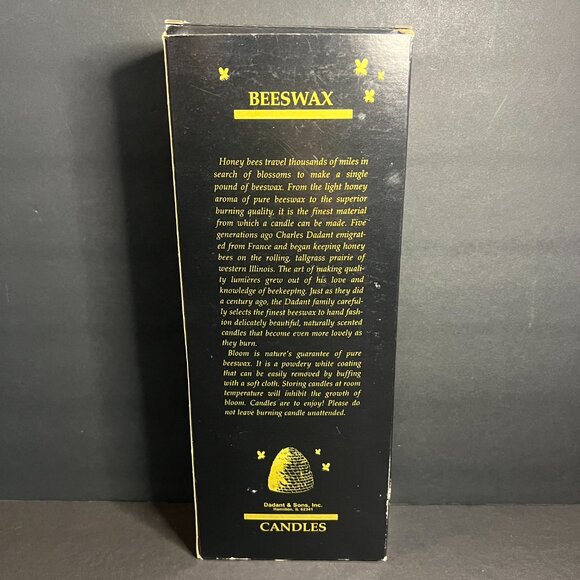 BEESWAX
Honey bees travel thousands of miles in
search of blossoms to make a single
pound of beeswax. From the light honey
aroma of pure beeswax to the superior
burning quality, it is the finest material
from which a candle can be made. Five
generations ago Charles Dadant emigrat-
ed from France and began keeping honey
bees on the rolling, tallgrass prairie of
western Illinois. The art of making quali-
ty lumières grew out of his love and
knowledge of beekeeping. Just as they did
a century ago, the Dadant family careful-
ly selects the finest beeswax to hand fash-
ion delicately beautiful, naturally scented
candles that become even more lovely as
they burn.
Bloom is nature's guarantee of pure
beeswax. It is a powdery white coating
that can be easily removed by buffing
with a soft cloth. Storing candles at room
temperature will inhibit the growth of
bloom. Candles are to enjoy! Please do
not leave burning candle unattended.
Dadant & Sons, Inc.
Hamilton, IL 62341
CANDLES